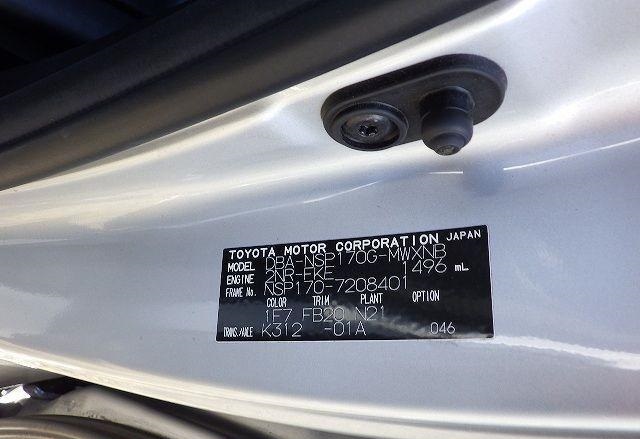 TOYOTA MOTOR CORPORATION JAPAN
MODEL DBA-NSP170G-MWXNB
ENGINE 2NR-FKE 1496 mL
FRAME No. NSP170-7208401
COLOR TRIM PLANT OPTION
1F7 FB20 N21
TRANS./AXLE K312 -01A 046